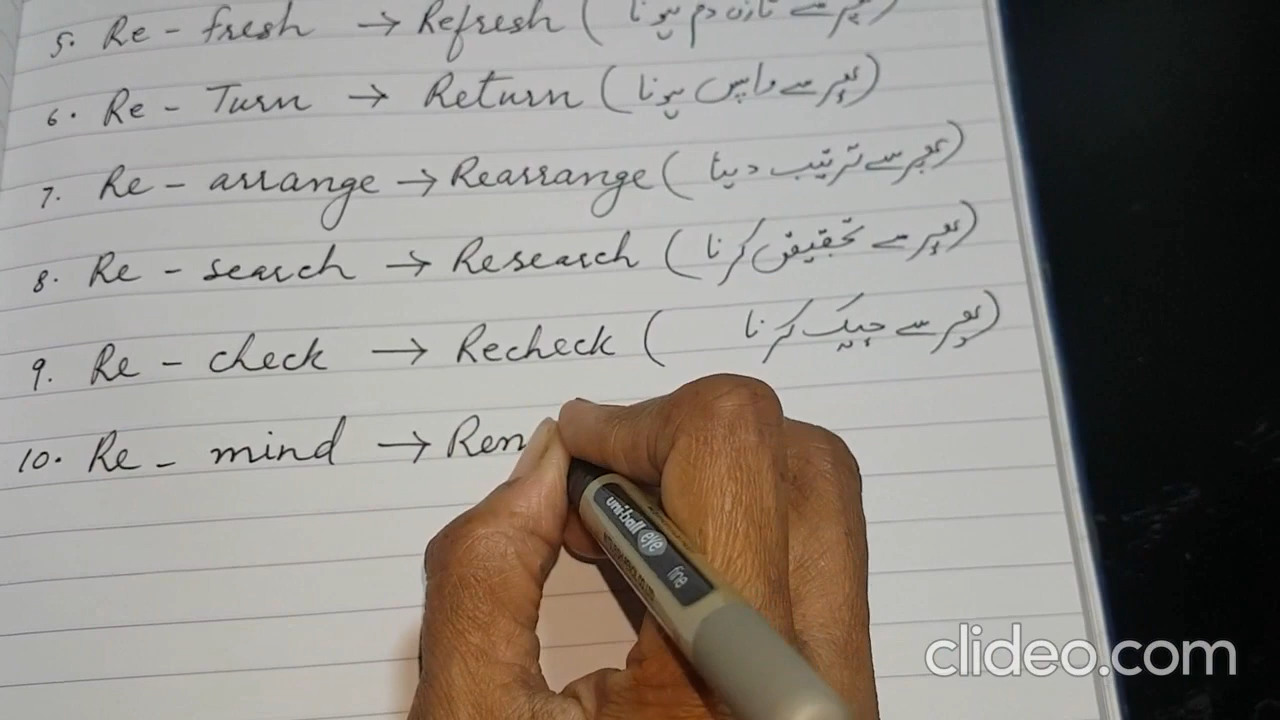 5. Re - fresh → Refresh ( پھر سے تازہ دم ہونا
6. Re - Turn → Return ( پھر سے واپس ہونا )
7. Re - arrange → Rearrange ( پھر سے ترتیب دینا )
8. Re - search → Research ( پھر سے تحقیق کرنا )
9. Re - check → Recheck ( پھر سے چیک کرنا )
10. Re - mind → Rem
uni-ball eye fine
clideo.com